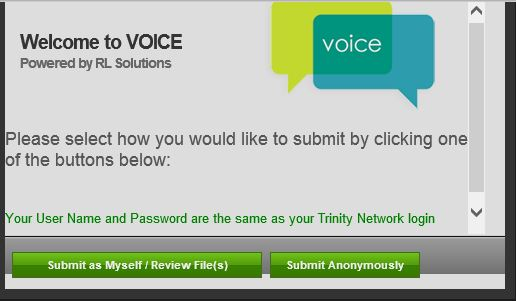 Welcome to VOICE
Powered by RL Solutions
voice
Please select how you would like to submit by clicking one
of the buttons below:
Your User Name and Password are the same as your Trinity Network login
Submit as Myself / Review File(s)
Submit Anonymously